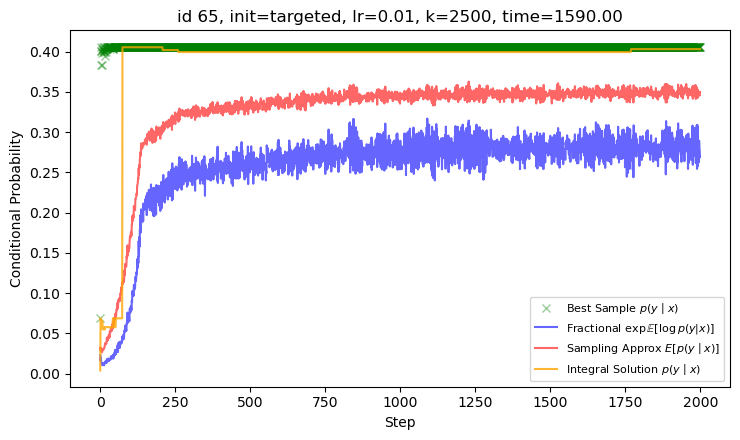 id 65, init=targeted, lr=0.01, k=2500, time=1590.00
Conditional Probability
0.40
0.35
0.30
0.25
0.20
0.15
0.10
0.05
0.00
Best Sample p(y | x)
Fractional exp 𝔼[log p(y|x)]
Sampling Approx E[p(y | x)]
Integral Solution p(y | x)
0 250 500 750 1000 1250 1500 1750 2000
Step